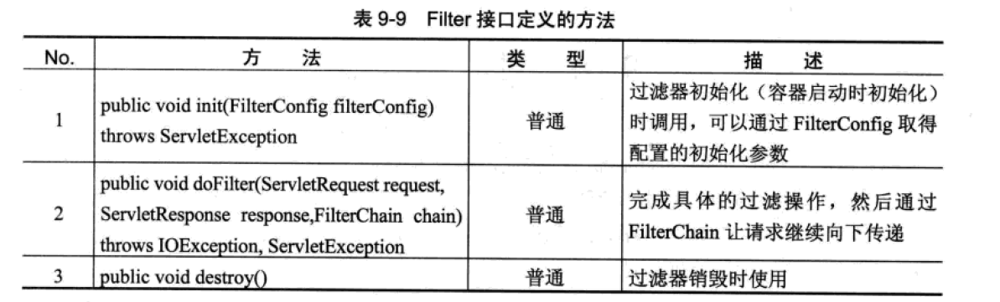 表 9-9 Filter 接口定义的方法
No. 方 法 类 型 描 述
1 public void init(FilterConfig filterConfig)
throws ServletException
普通
过滤器初始化（容器启动时初始化）
时调用，可以通过 FilterConfig 取得
配置的初始化参数
2 public void doFilter(ServletRequest request,
ServletResponse response,FilterChain chain)
throws IOException, ServletException
普通
完成具体的过滤操作，然后通过
FilterChain 让请求继续向下传递
3 public void destroy() 普通 过滤器销毁时使用